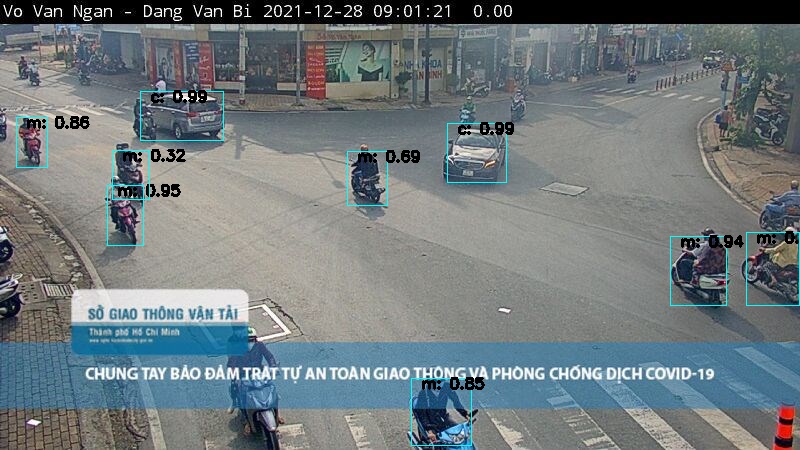 Vo Van Ngan - Dang Van Bi 2021-12-28 09:01:21 0.00
c: 0.99
m: 0.86
c: 0.99
m: 0.32
m: 0.69
m: 0.95
m: 0.94
m: 0.
SỞ GIAO THÔNG VẬN TẢI
Thành phố Hồ Chí Minh
CHUNG TAY BẢO ĐẢM TRẬT TỰ AN TOÀN GIAO THÔNG VÀ PHÒNG CHỐNG DỊCH COVID-19
m: 0.85